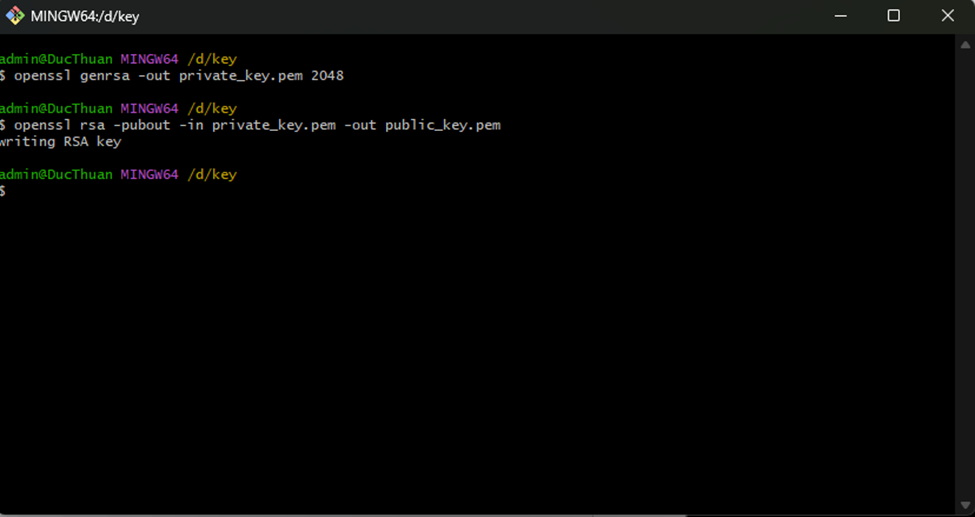 MINGW64:/d/key
admin@DucThuan MINGW64 /d/key
$ openssl genrsa -out private_key.pem 2048
admin@DucThuan MINGW64 /d/key
$ openssl rsa -pubout -in private_key.pem -out public_key.pem
writing RSA key
admin@DucThuan MINGW64 /d/key
$